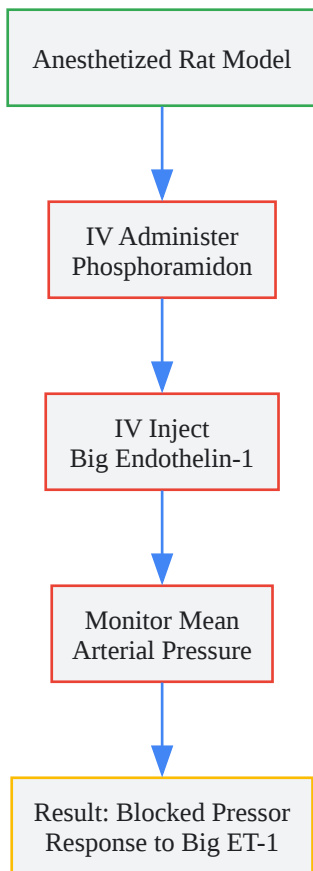 Anesthetized Rat Model
IV Administer
Phosphoramidon
IV Inject
Big Endothelin-1
Monitor Mean
Arterial Pressure
Result: Blocked Pressor
Response to Big ET-1